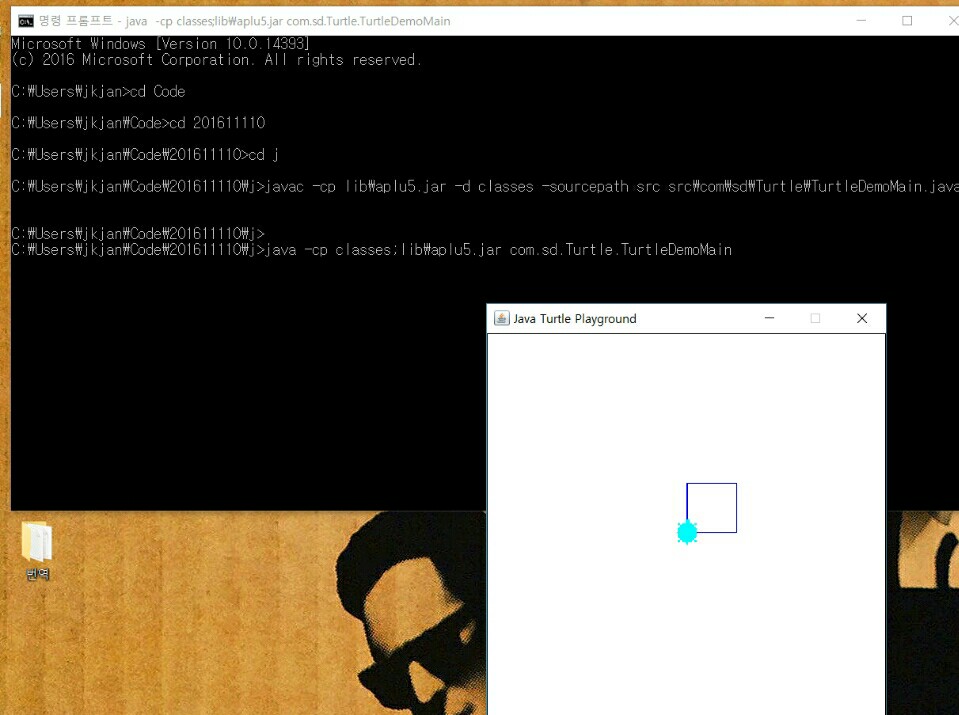 명령 프롬프트 - java  -cp classes;lib₩aplu5.jar com.sd.Turtle.TurtleDemoMain
Microsoft Windows [Version 10.0.14393]
(c) 2016 Microsoft Corporation. All rights reserved.
C:₩Users₩jkjan>cd Code
C:₩Users₩jkjan₩Code>cd 201611110
C:₩Users₩jkjan₩Code₩201611110>cd j
C:₩Users₩jkjan₩Code₩201611110₩j>javac -cp lib₩aplu5.jar -d classes -sourcepath src src₩com₩sd₩Turtle₩TurtleDemoMain.java
C:₩Users₩jkjan₩Code₩201611110₩j>
C:₩Users₩jkjan₩Code₩201611110₩j>java -cp classes;lib₩aplu5.jar com.sd.Turtle.TurtleDemoMain
Java Turtle Playground
번역